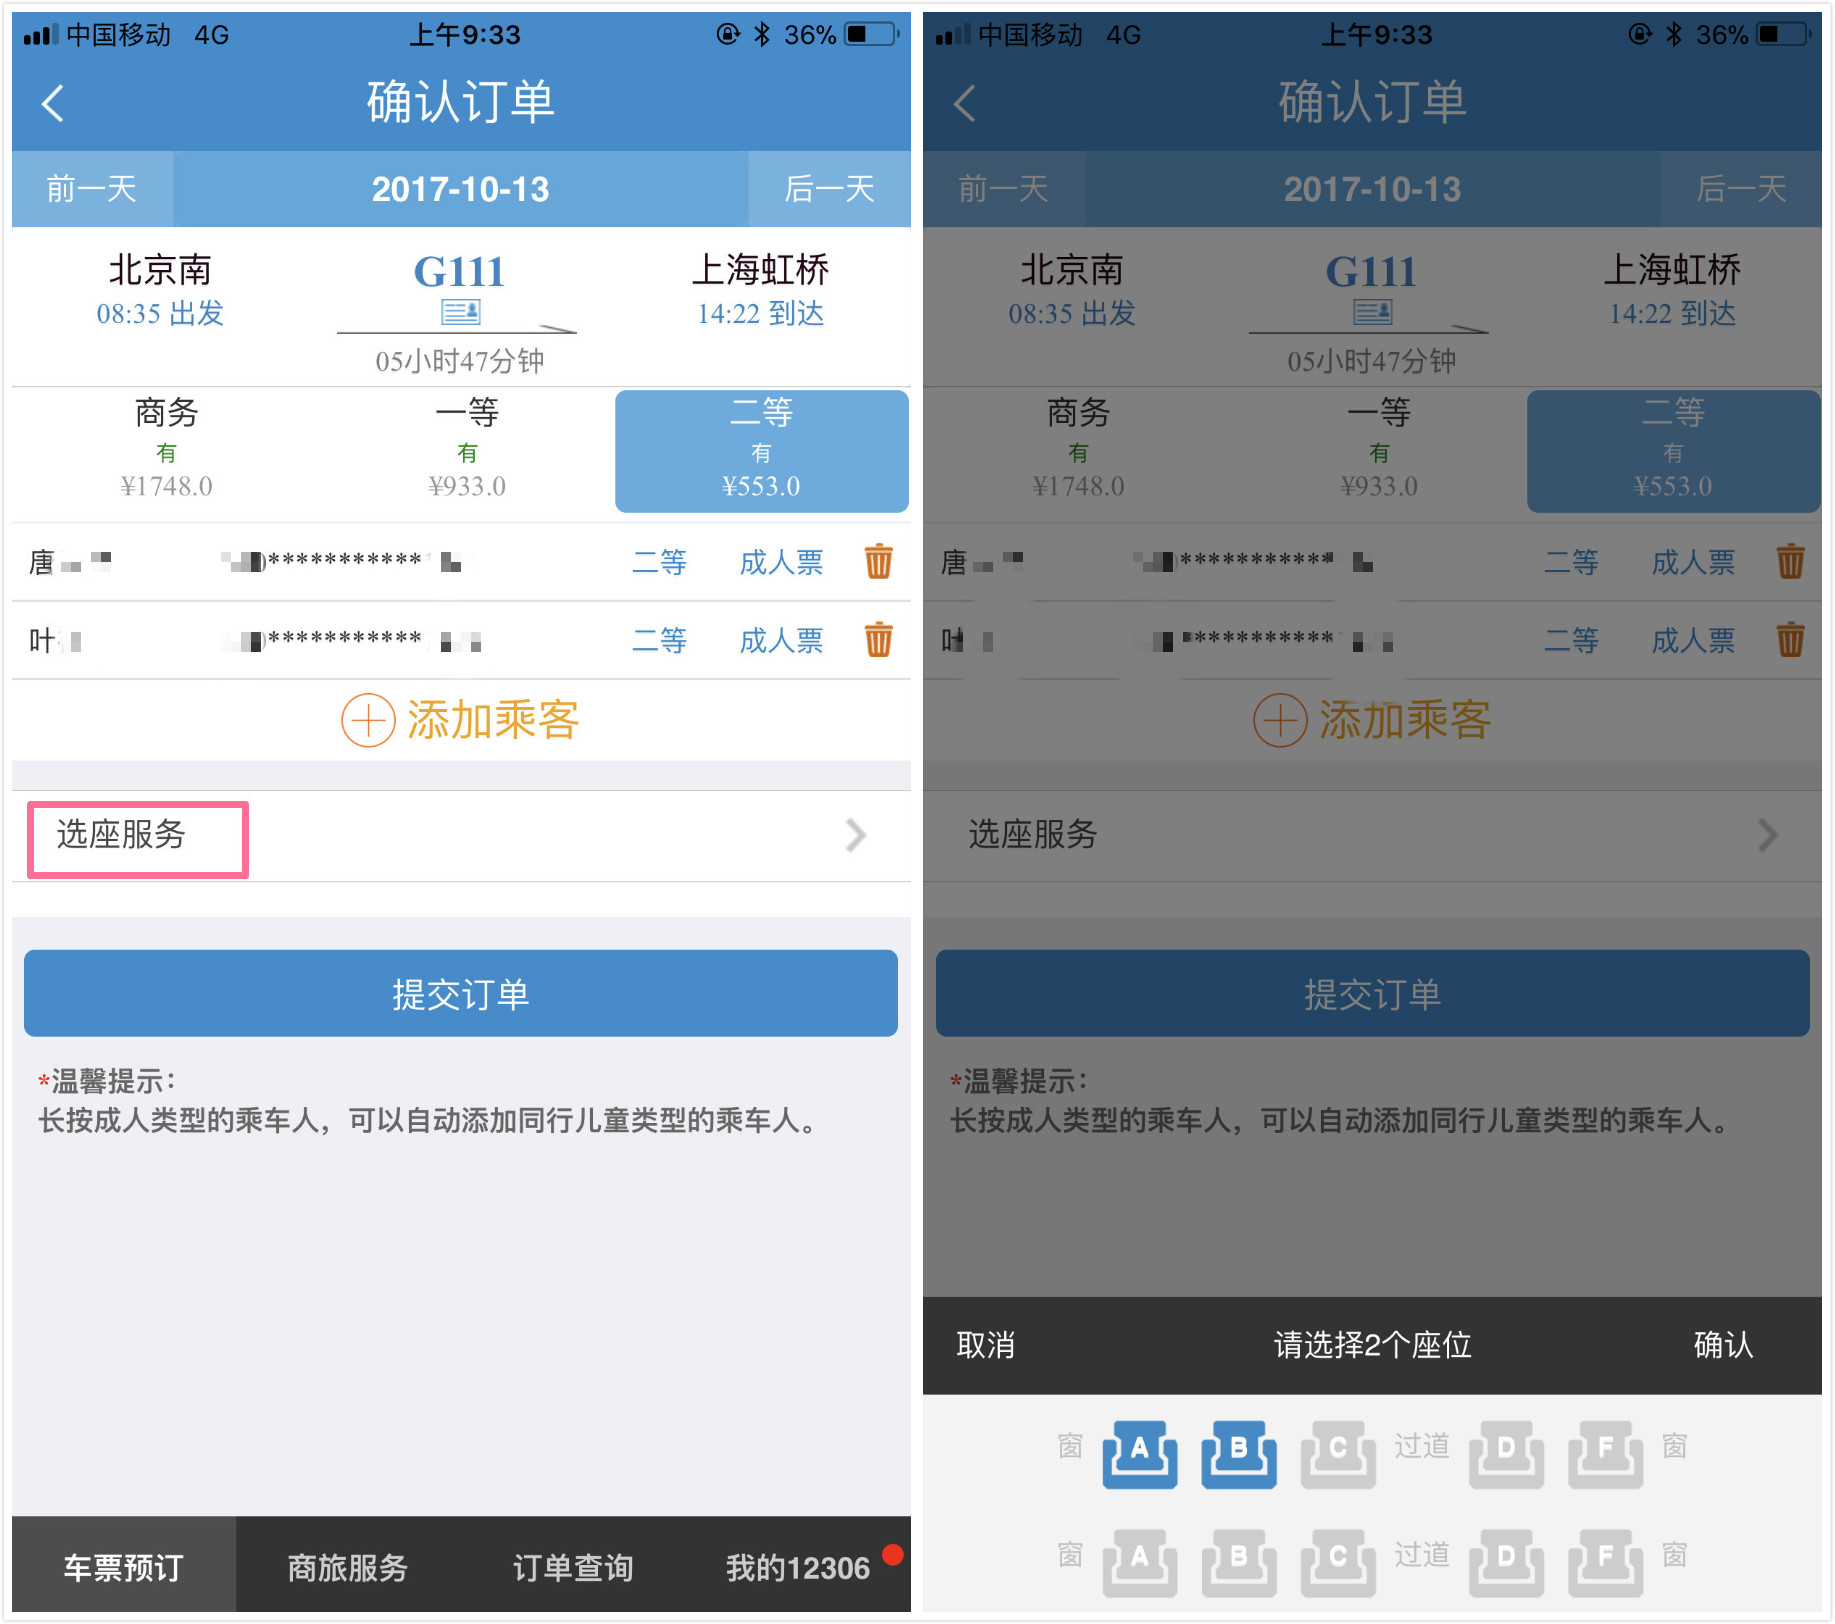 中国移动 4G 上午9:33 36%
确认订单
前一天 2017-10-13 后一天
北京南 G111 上海虹桥
08:35 出发 14:22 到达
05小时47分钟
商务 一等 二等
有 有 有
¥1748.0 ¥933.0 ¥553.0
唐 )*********** 二等 成人票
叶 )*********** 二等 成人票
添加乘客
选座服务
提交订单
*温馨提示：
长按成人类型的乘车人，可以自动添加同行儿童类型的乘车人。
车票预订 商旅服务 订单查询 我的12306
中国移动 4G 上午9:33 36%
确认订单
前一天 2017-10-13 后一天
北京南 G111 上海虹桥
08:35 出发 14:22 到达
05小时47分钟
商务 一等 二等
有 有 有
¥1748.0 ¥933.0 ¥553.0
唐 )*********** 二等 成人票
叶 *********** 二等 成人票
添加乘客
选座服务
提交订单
*温馨提示：
长按成人类型的乘车人，可以自动添加同行儿童类型的乘车人。
取消 请选择2个座位 确认
窗 A B C 过道 D F 窗
窗 A B C 过道 D F 窗